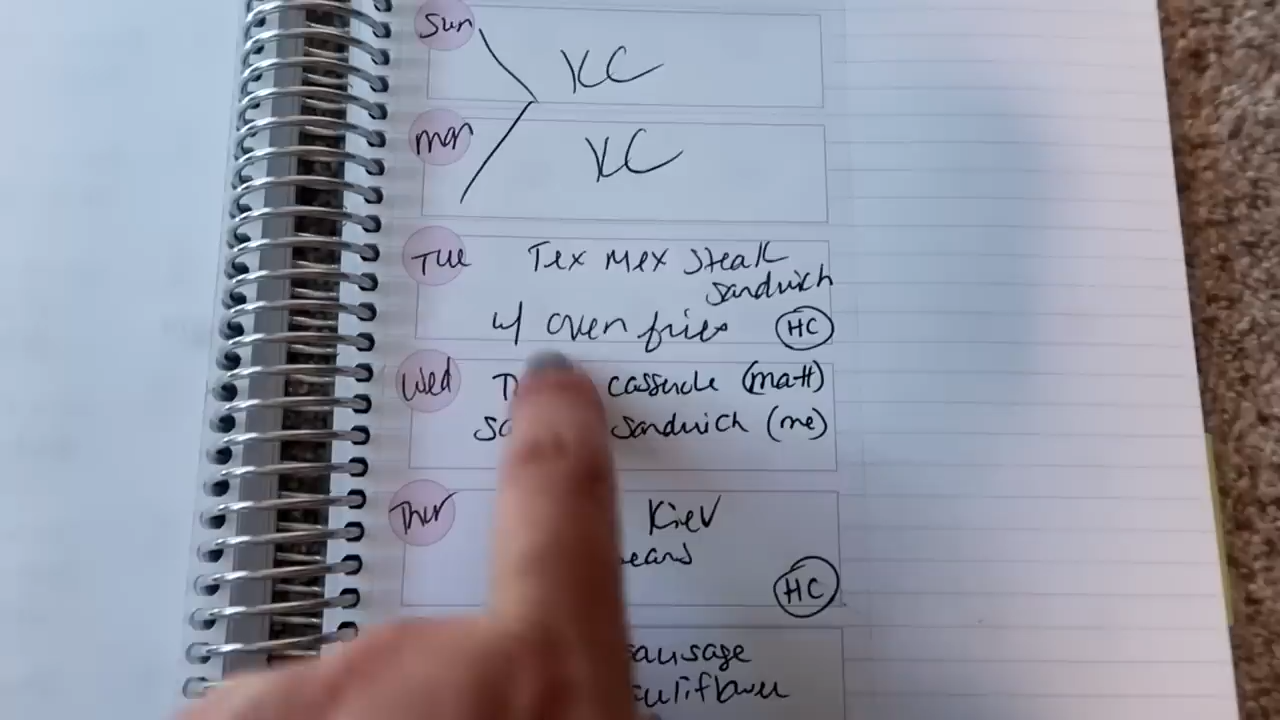 Sun
KC
Mon
KC
Tue
Tex Mex Steak
Sandwich
w/ oven fries HC
Wed
casserole (Matt)
sandwich (me)
Thur
Kiev
HC